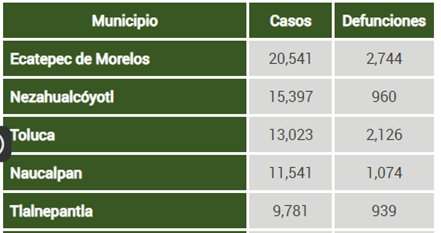 Municipio Casos Defunciones
Ecatepec de Morelos 20,541 2,744
Nezahualcóyotl 15,397 960
Toluca 13,023 2,126
Naucalpan 11,541 1,074
Tlalnepantla 9,781 939